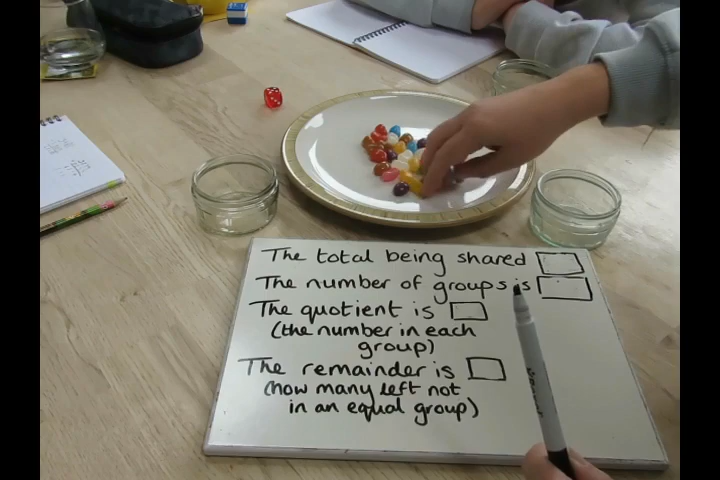 The total being shared
The number of groups is
The quotient is
(the number in each
group)
The remainder is
(how many left not
in an equal group)